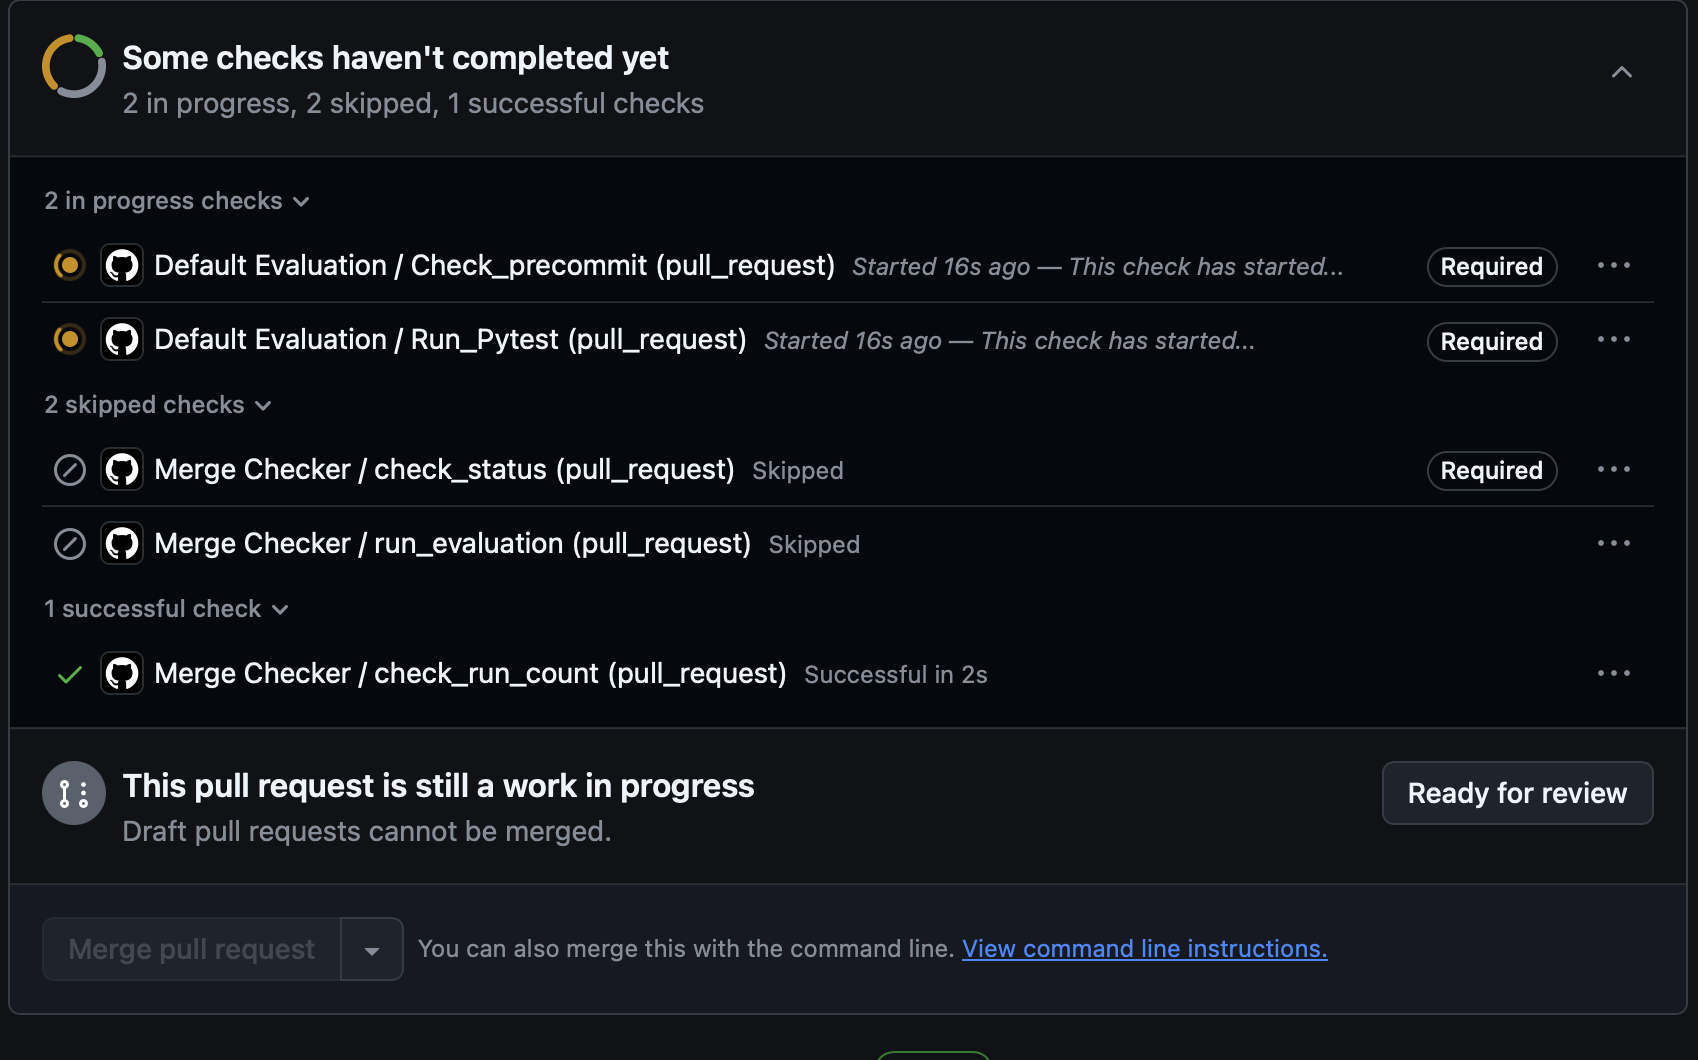 Some checks haven't completed yet
2 in progress, 2 skipped, 1 successful checks
2 in progress checks
Default Evaluation / Check_precommit (pull_request) Started 16s ago — This check has started... Required
Default Evaluation / Run_Pytest (pull_request) Started 16s ago — This check has started... Required
2 skipped checks
Merge Checker / check_status (pull_request) Skipped Required
Merge Checker / run_evaluation (pull_request) Skipped
1 successful check
Merge Checker / check_run_count (pull_request) Successful in 2s
This pull request is still a work in progress
Draft pull requests cannot be merged.
Ready for review
Merge pull request You can also merge this with the command line. View command line instructions.